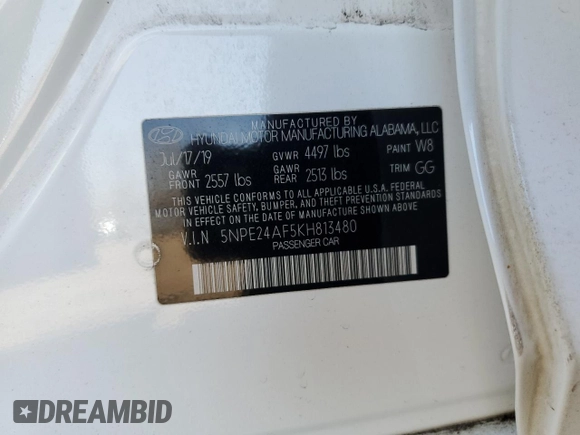 MANUFACTURED BY
HYUNDAI MOTOR MANUFACTURING ALABAMA, LLC
JUL/17/19 GVWR 4497 lbs PAINT W8
GAWR FRONT 2557 lbs GAWR REAR 2513 lbs TRIM GG
THIS VEHICLE CONFORMS TO ALL APPLICABLE U.S.A. FEDERAL
MOTOR VEHICLE SAFETY, BUMPER, AND THEFT PREVENTION STANDARDS
IN EFFECT ON THE DATE OF MANUFACTURE SHOWN ABOVE.
V.I.N 5NPE24AF5KH813480
PASSENGER CAR
DREAMBID